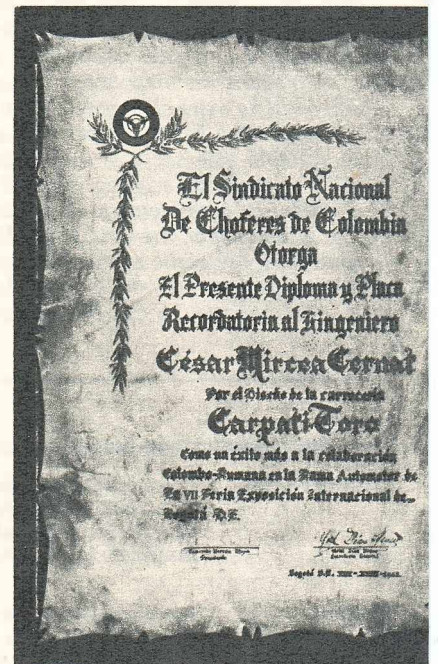 El Sindicato Nacional
De Choferes de Colombia
Otorga
El Presente Diploma y Placa
Recordatoria al Ingeniero
César Mircea Cernat
Por el Diseño de la carrocería
Carpati Toro
Como un éxito más a la colaboración
Colombo-Rumana en la Rama Automotor de
La VII Feria Exposición Internacional de
Bogotá D.E.
Presidente
Bogotá D.E.